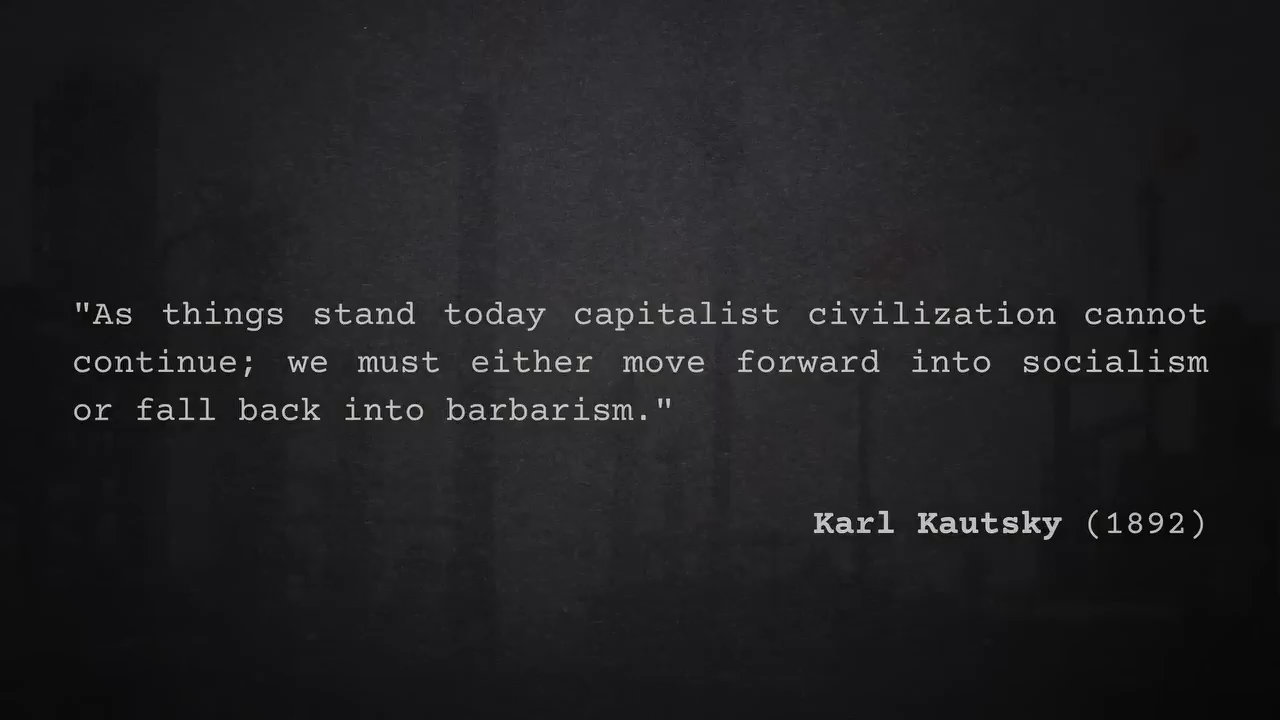 "As things stand today capitalist civilization cannot
continue; we must either move forward into socialism
or fall back into barbarism."
Karl Kautsky (1892)